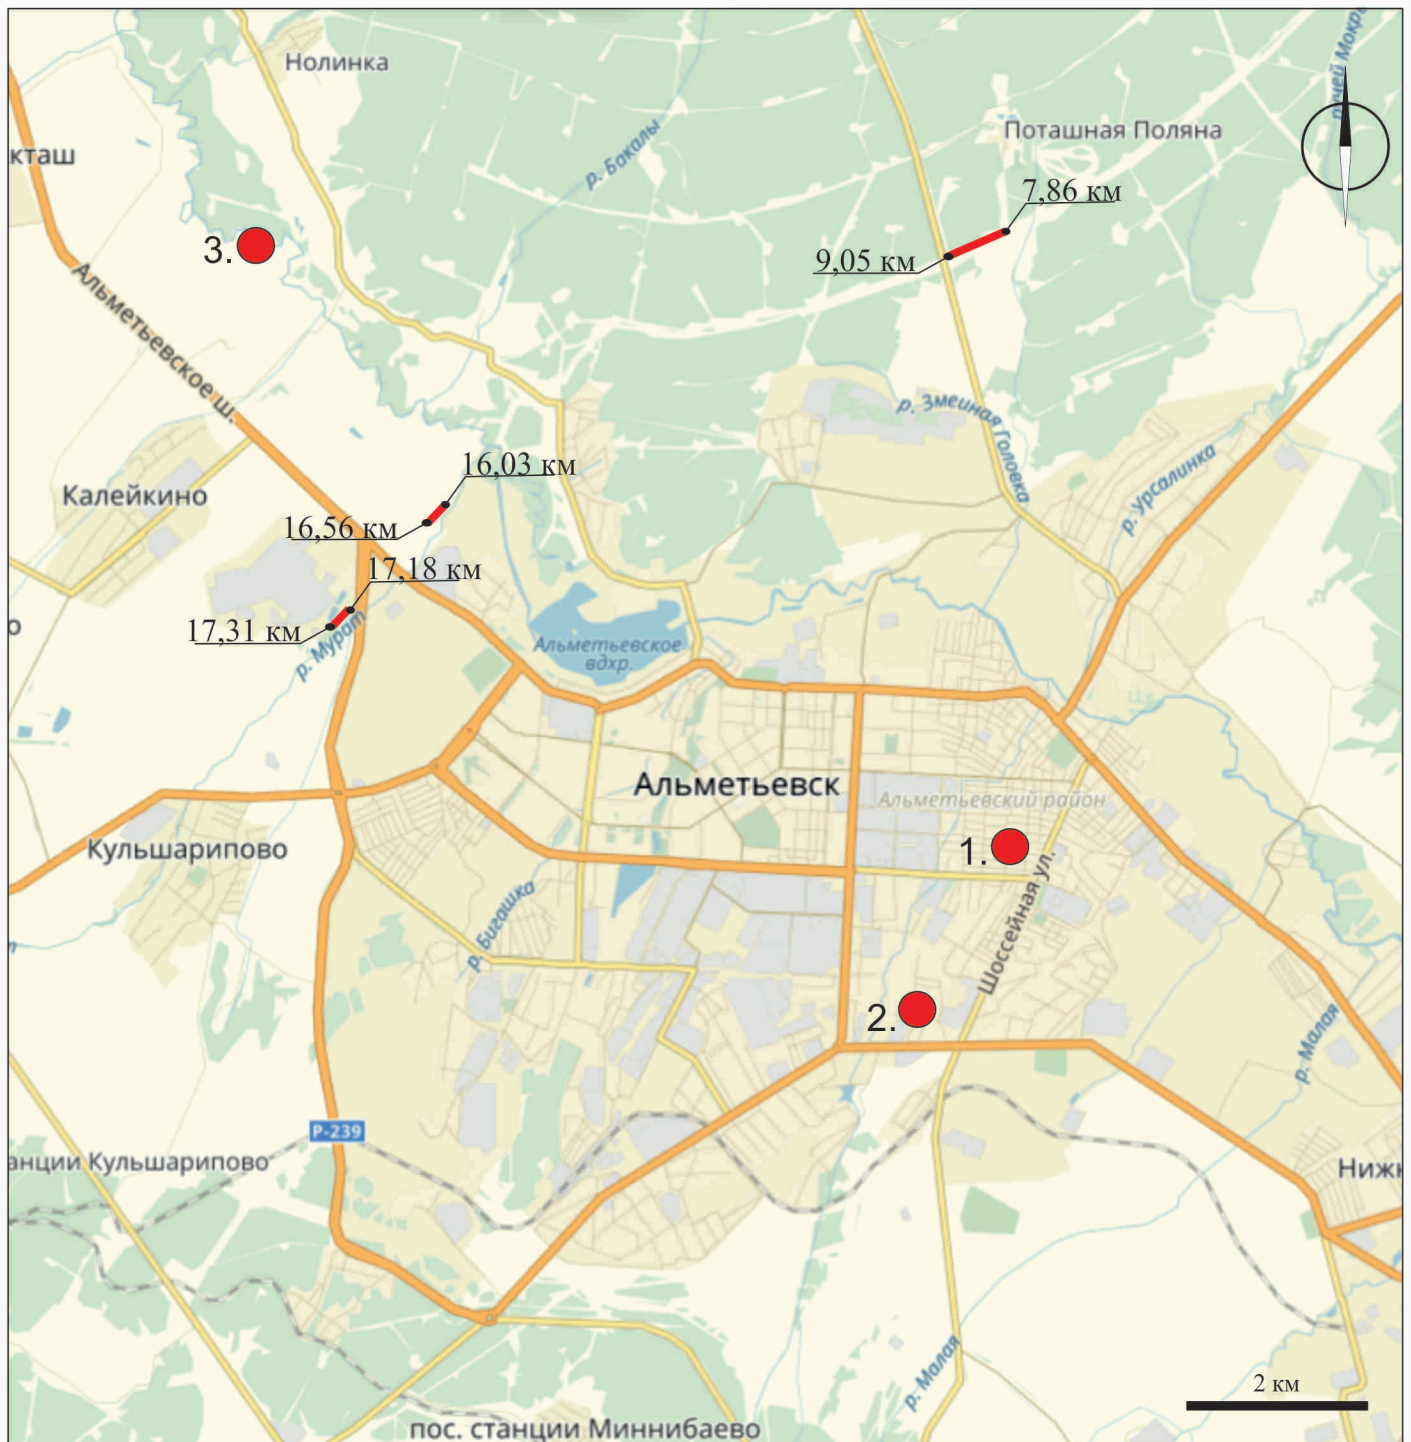 Нолинка
ручей Мокр
кташ
Поташная Поляна
р. Бакалы
7,86 км
3.
9,05 км
Альметьевское ш.
р. Змеиная Головка
р. Урсалинка
16,03 км
Калейкино
16,56 км
17,18 км
о
17,31 км
р. Мурат
Альметьевское
вдхр.
Альметьевск
Альметьевский район
Кульшарипово
1.
Шоссейная ул.
р. Бигашка
2.
р. Малая
Р-239
анции Кульшарипово
Нижн
р. Малая
2 км
пос. станции Миннибаево